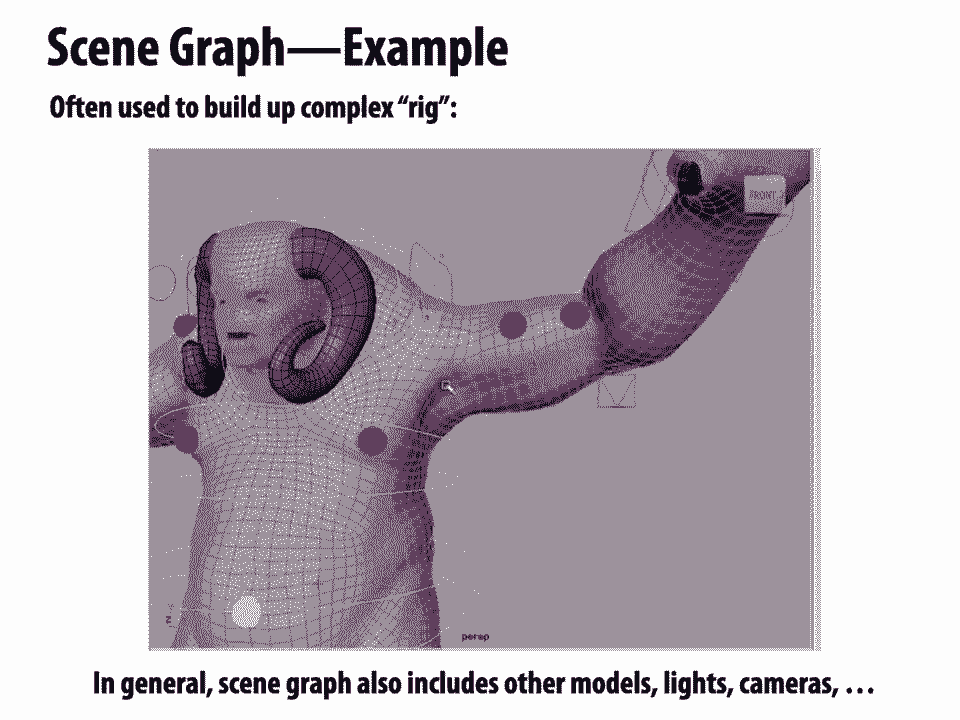 Scene Graph—Example
Often used to build up complex “rig”:
FRONT
persp
In general, scene graph also includes other models, lights, cameras, …